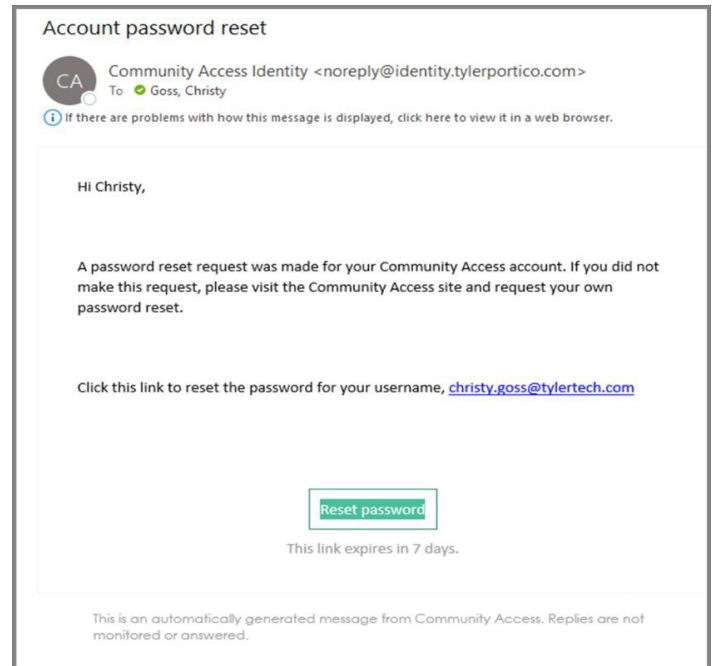 Account password reset
CA
Community Access Identity <noreply@identity.tylerportico.com>
To Goss, Christy
i If there are problems with how this message is displayed, click here to view it in a web browser.
Hi Christy,
A password reset request was made for your Community Access account. If you did not
make this request, please visit the Community Access site and request your own
password reset.
Click this link to reset the password for your username, christy.goss@tylertech.com
Reset password
This link expires in 7 days.
This is an automatically generated message from Community Access. Replies are not
monitored or answered.